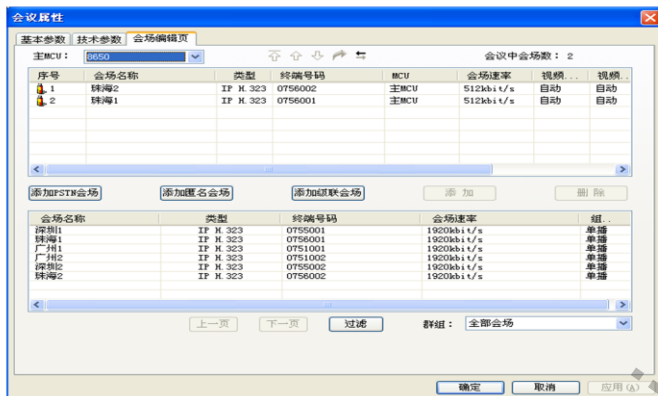 会议属性
基本参数 技术参数 会场编辑页
主MCU： 8650 会议中会场数：2
序号 会场名称 类型 终端号码 MCU 会场速率 视频... 视频..
1 珠海2 IP H.323 0756002 主MCU 512kbit/s 自动 自动
2 珠海1 IP H.323 0756001 主MCU 512kbit/s 自动 自动
添加PSTN会场 添加匿名会场 添加级联会场 添 加 删 除
会场名称 类型 终端号码 会场速率 组..
深圳1 IP H.323 0755001 1920kbit/s 单播
珠海1 IP H.323 0756001 1920kbit/s 单播
广州1 IP H.323 0751001 1920kbit/s 单播
广州2 IP H.323 0751002 1920kbit/s 单播
深圳2 IP H.323 0755002 1920kbit/s 单播
珠海2 IP H.323 0756002 1920kbit/s 单播
上一页 下一页 过滤 群组： 全部会场
确定 取消 应用(A)